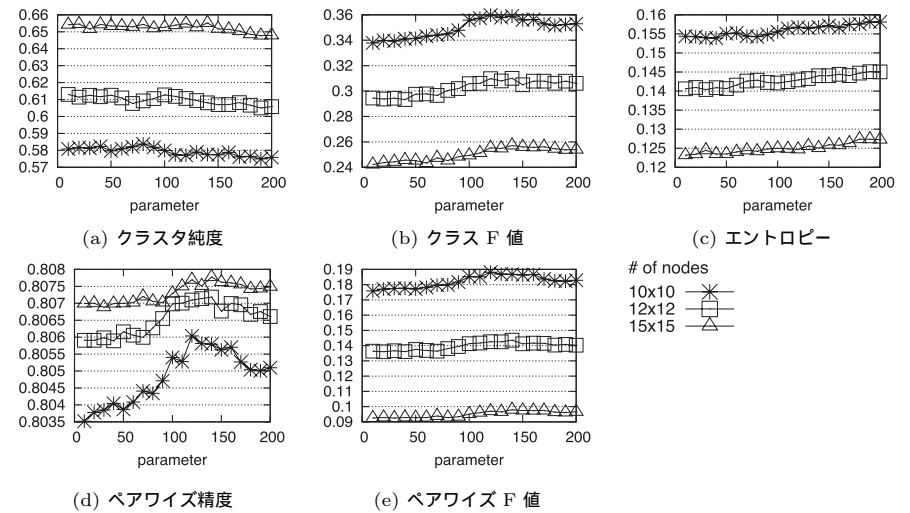 0.66
0.65
0.64
0.63
0.62
0.61
0.6
0.59
0.58
0.57
0 50 100 150 200
parameter
(a) クラスタ純度
0.36
0.34
0.32
0.3
0.28
0.26
0.24
0 50 100 150 200
parameter
(b) クラス F 値
0.16
0.155
0.15
0.145
0.14
0.135
0.13
0.125
0.12
0 50 100 150 200
parameter
(c) エントロピー
0.808
0.8075
0.807
0.8065
0.806
0.8055
0.805
0.8045
0.804
0.8035
0 50 100 150 200
parameter
(d) ペアワイズ精度
0.19
0.18
0.17
0.16
0.15
0.14
0.13
0.12
0.11
0.1
0.09
0 50 100 150 200
parameter
(e) ペアワイズ F 値
# of nodes
10x10
12x12
15x15